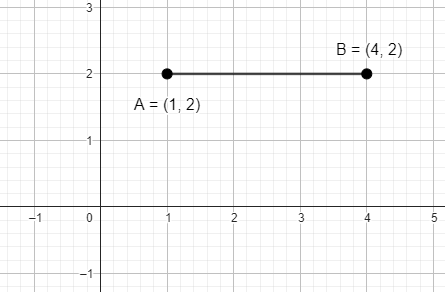 3
B = (4, 2)
2
A = (1, 2)
1
–1 0 1 2 3 4 5
–1